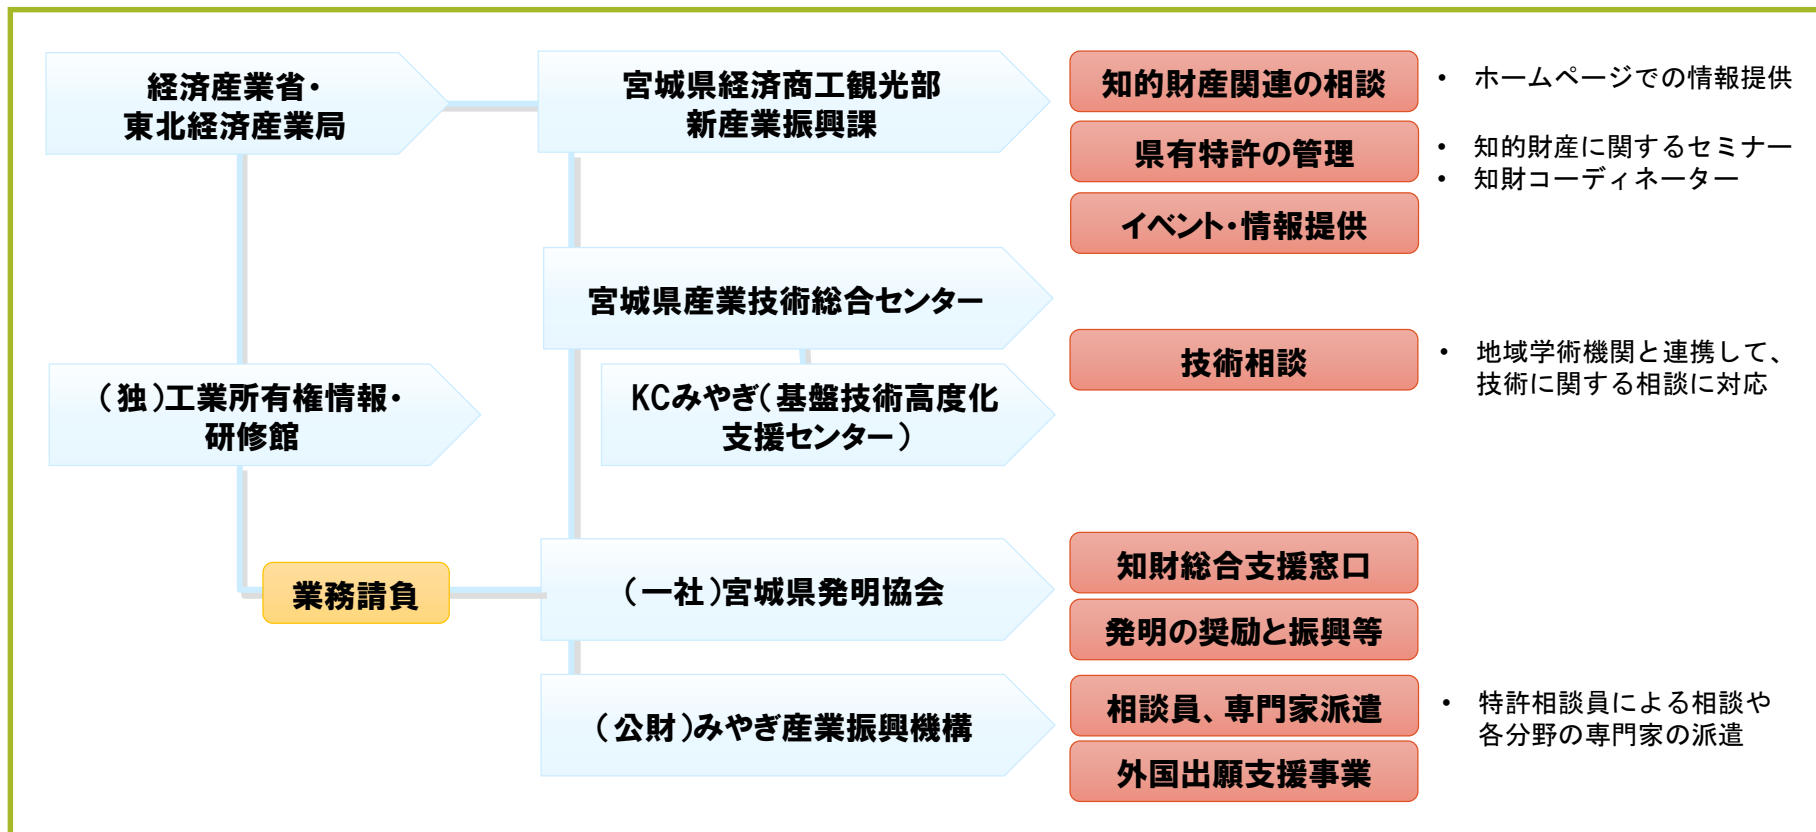 経済産業省・
東北経済産業局
宮城県経済商工観光部
新産業振興課
知的財産関連の相談
• ホームページでの情報提供
県有特許の管理
• 知的財産に関するセミナー
• 知財コーディネーター
イベント・情報提供
宮城県産業技術総合センター
(独)工業所有権情報・
研修館
KCみやぎ(基盤技術高度化
支援センター)
技術相談
• 地域学術機関と連携して、
技術に関する相談に対応
業務請負
(一社)宮城県発明協会
知財総合支援窓口
発明の奨励と振興等
(公財)みやぎ産業振興機構
相談員、専門家派遣
• 特許相談員による相談や
各分野の専門家の派遣
外国出願支援事業